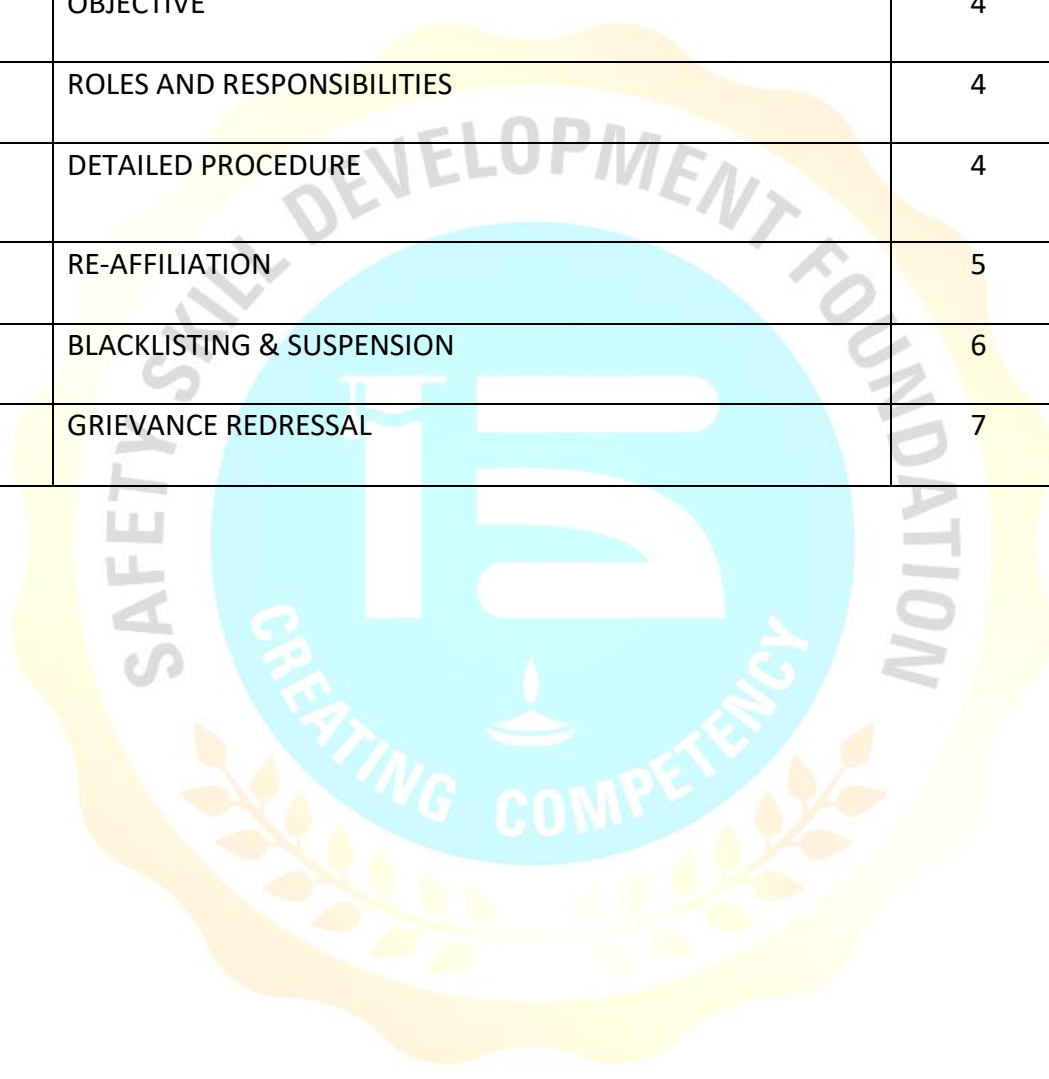 OBJECTIVE 4
ROLES AND RESPONSIBILITIES 4
DETAILED PROCEDURE 4
RE-AFFILIATION 5
BLACKLISTING & SUSPENSION 6
GRIEVANCE REDRESSAL 7
SAFETY SKILL DEVELOPMENT FOUNDATION
CREATING COMPETENCY